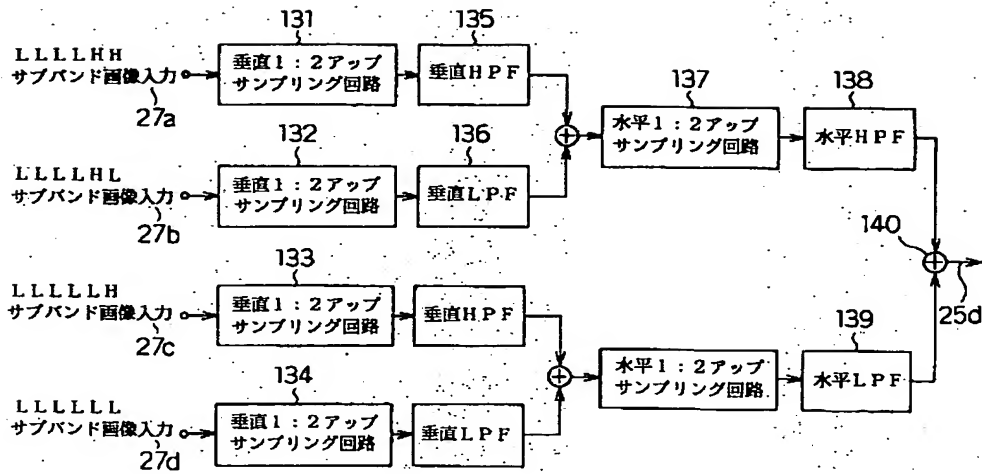 131
135
LLLLHH
サブバンド画像入力
27a
垂直1:2アップ
サンプリング回路
垂直HPF
137
138
水平1:2アップ
サンプリング回路
水平HPF
132
136
LLLLHL
サブバンド画像入力
27b
垂直1:2アップ
サンプリング回路
垂直LPF
140
25d
133
LLLLLH
サブバンド画像入力
27c
垂直1:2アップ
サンプリング回路
垂直HPF
139
水平1:2アップ
サンプリング回路
水平LPF
134
LLLLLL
サブバンド画像入力
27d
垂直1:2アップ
サンプリング回路
垂直LPF